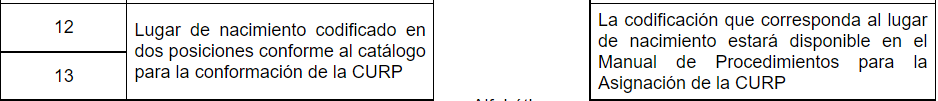 12
13
Lugar de nacimiento codificado en
dos posiciones conforme al catálogo
para la conformación de la CURP
La codificación que corresponda al lugar
de nacimiento estará disponible en el
Manual de Procedimientos para la
Asignación de la CURP